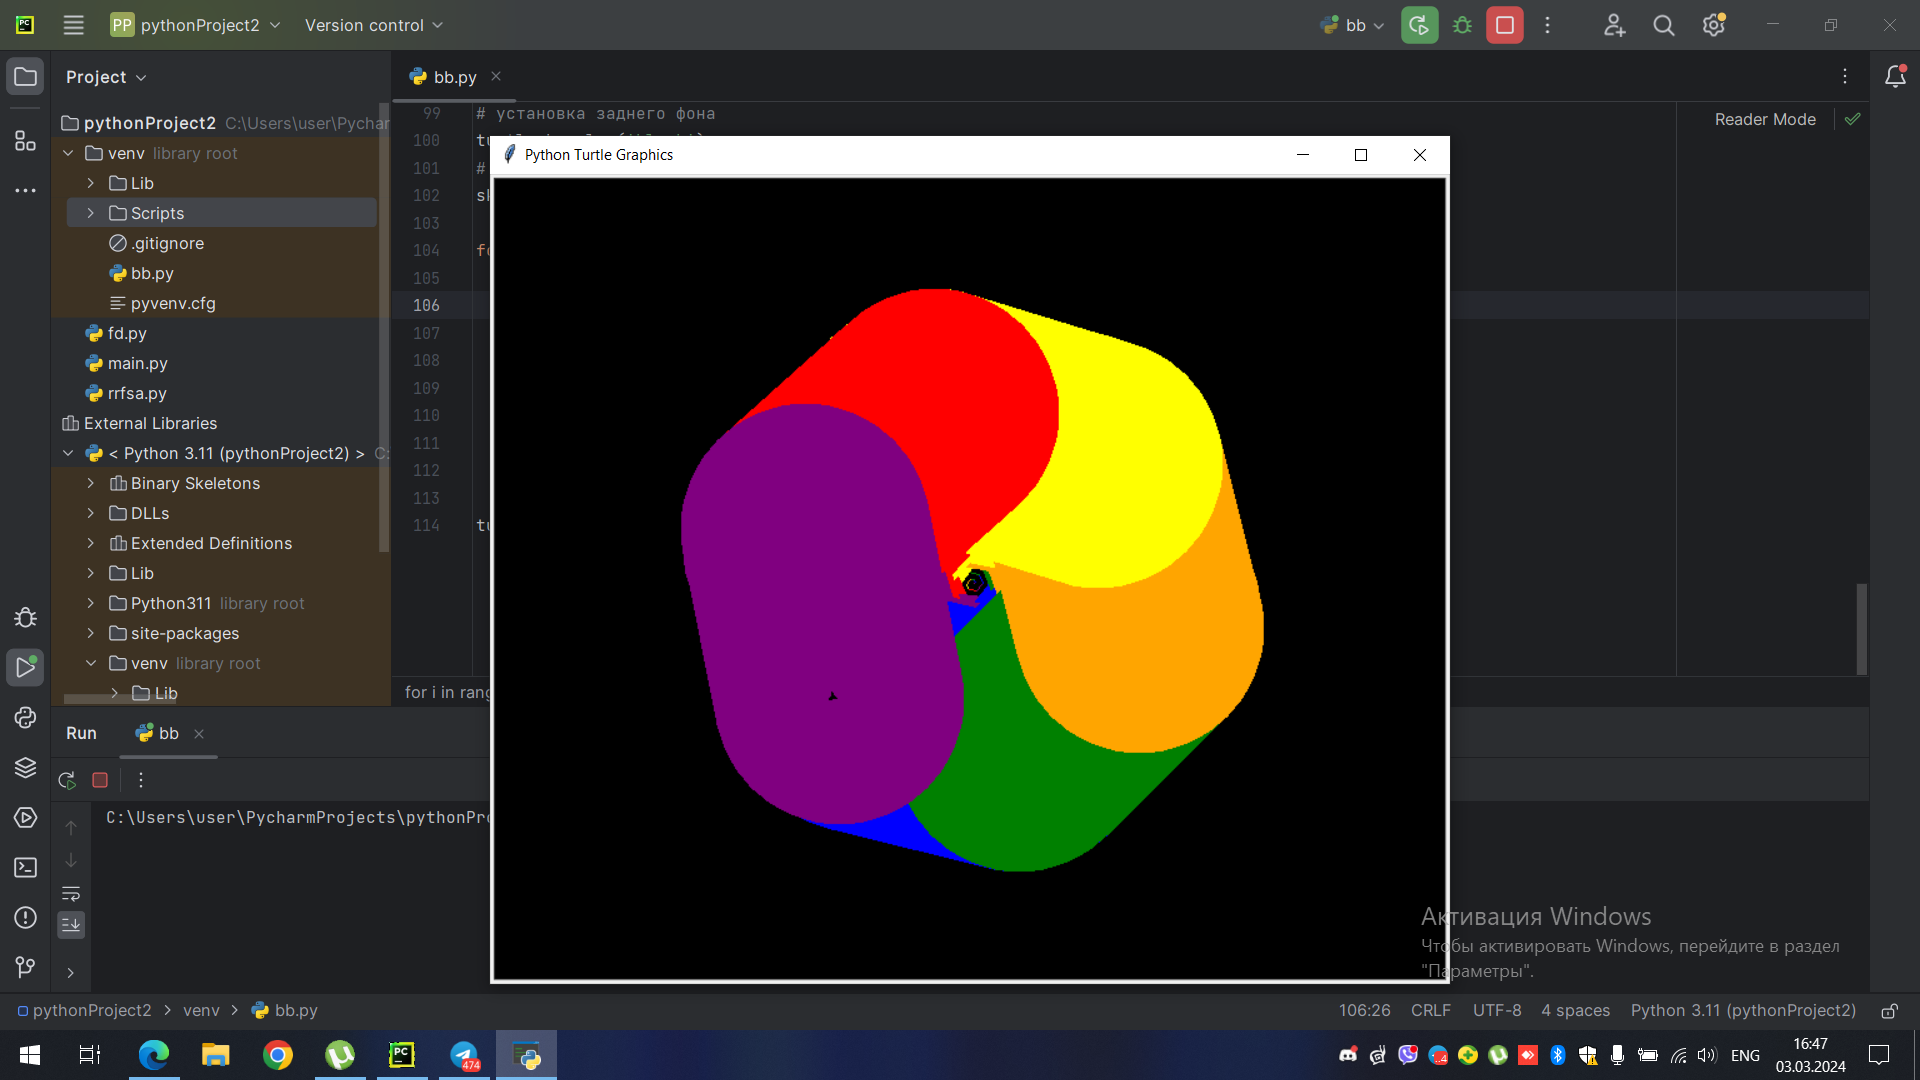 PC
PP pythonProject2
Version control
bb
Project
bb.py
Reader Mode
pythonProject2 C:\Users\user\Pychar
venv library root
Lib
Scripts
.gitignore
bb.py
pyvenv.cfg
fd.py
main.py
rrfsa.py
External Libraries
< Python 3.11 (pythonProject2) > C:
Binary Skeletons
DLLs
Extended Definitions
Lib
Python311 library root
site-packages
venv library root
Lib
99 # установка заднего фона
100
101 #
102
103
104
105
106
107
108
109
110
111
112
113
114
Python Turtle Graphics
for i in rang
Run
bb
C:\Users\user\PycharmProjects\pythonPro
Активация Windows
Чтобы активировать Windows, перейдите в раздел
"Параметры".
pythonProject2 > venv > bb.py
106:26 CRLF UTF-8 4 spaces Python 3.11 (pythonProject2)
PC
474
ENG
16:47
03.03.2024